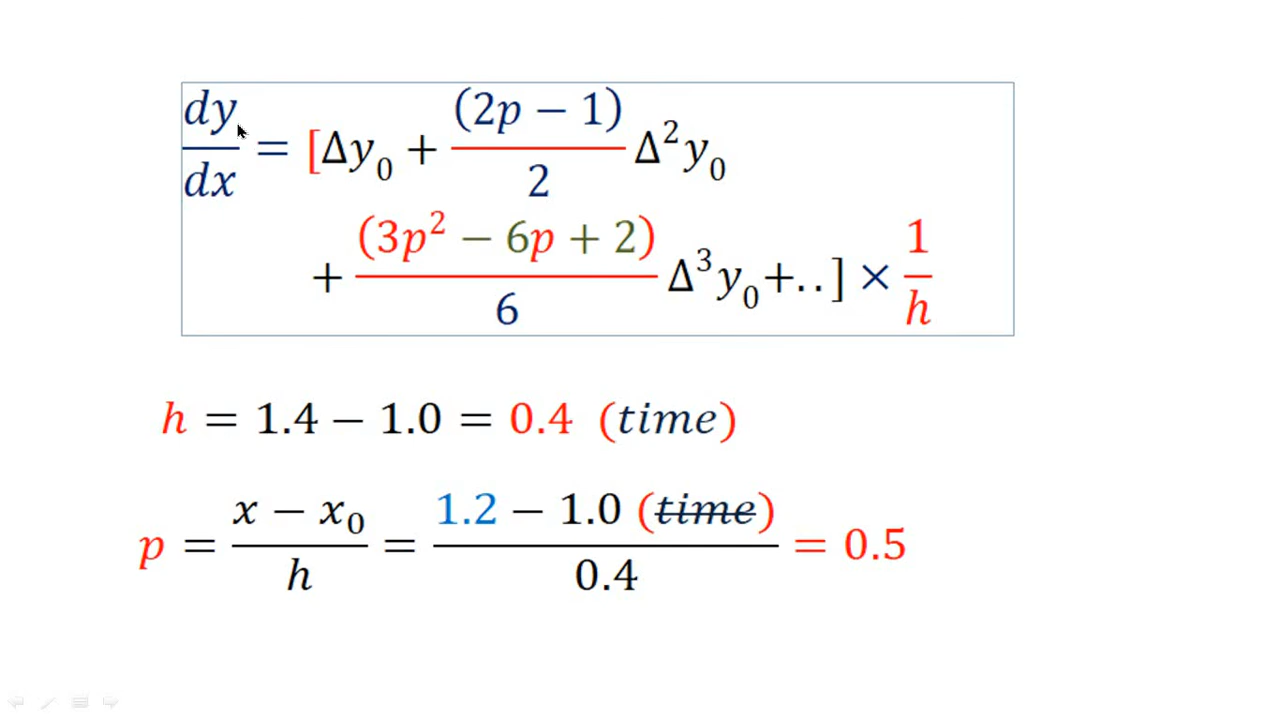 dy/dx = [Δy₀ + (2p − 1)/2 Δ²y₀
+ (3p² − 6p + 2)/6 Δ³y₀+..] × 1/h
h = 1.4 − 1.0 = 0.4 (time)
p = x − x₀/h = 1.2 − 1.0 (time)/0.4 = 0.5